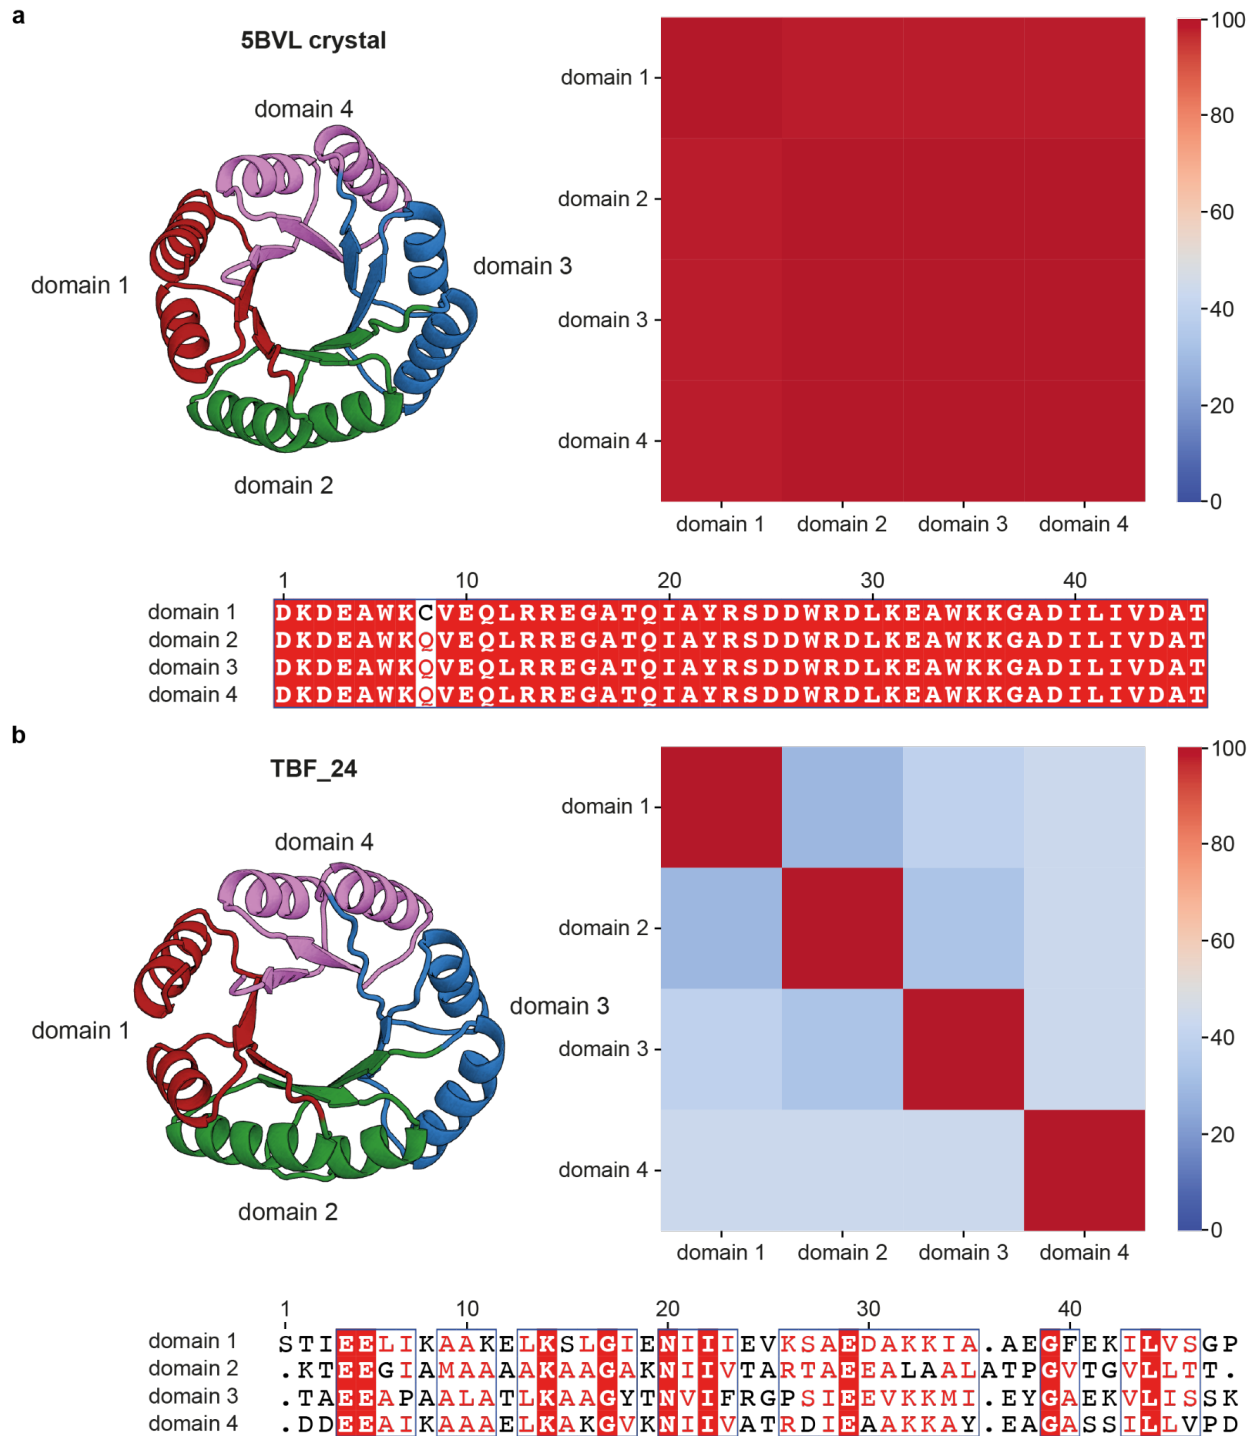 a
5BVL crystal
domain 4
domain 1
domain 3
domain 2
domain 1
domain 2
domain 3
domain 4
domain 1 domain 2 domain 3 domain 4
100
80
60
40
20
0
1 10 20 30 40
domain 1 DKDEAWKCVEQLRREGATQIAYRSDDWRDLKEAWKKGADILIVDAT
domain 2 DKDEAWKQVEQLRREGATQIAYRSDDWRDLKEAWKKGADILIVDAT
domain 3 DKDEAWKQVEQLRREGATQIAYRSDDWRDLKEAWKKGADILIVDAT
domain 4 DKDEAWKQVEQLRREGATQIAYRSDDWRDLKEAWKKGADILIVDAT
b
TBF_24
domain 4
domain 1
domain 3
domain 2
domain 1
domain 2
domain 3
domain 4
domain 1 domain 2 domain 3 domain 4
100
80
60
40
20
0
1 10 20 30 40
domain 1 STIEELIKAAKELKSLGIENIIIEVKSAEDAKKIA.AEGFEKILVSGP
domain 2 .KTEEGIAMAAAAKAAGAKNIIVTARTAEEALAALATPGVTGVLLTT.
domain 3 .TAEEAPAALATLKAAGYTNVIFRGPSIEEVKKMI.EYGAEKVLISSK
domain 4 .DDEEAIKAAAELKAKGVKNIIVATRDIEAAKKAY.EAGASSILLVPD